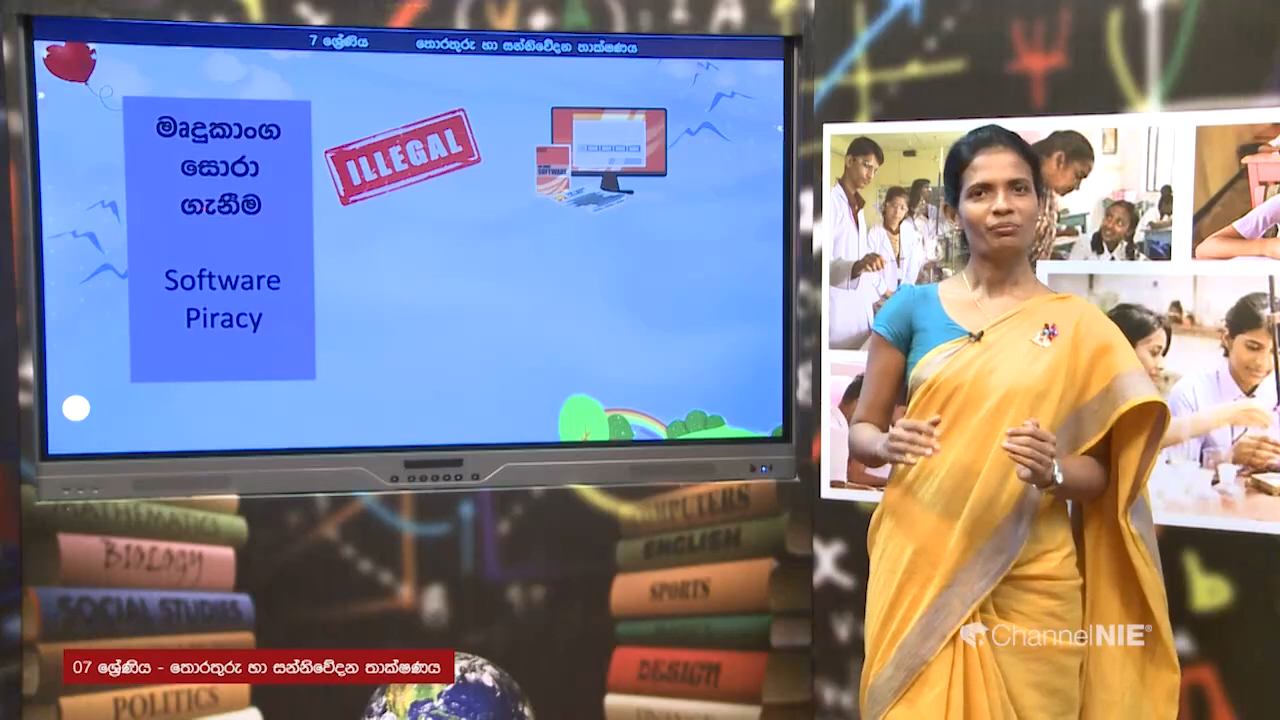 7 ශ්‍රේණිය තොරතුරු හා සන්නිවේදන තාක්ෂණය
මෘදුකාංග
සොරා
ගැනීම
Software
Piracy
ILLEGAL
SOFTWARE
MATHEMATICS
BIOLOGY
SOCIAL STUDIES
POLITICS
COMPUTERS
ENGLISH
SPORTS
DESIGN
07 ශ්‍රේණිය - තොරතුරු හා සන්නිවේදන තාක්ෂණය
ChannelNIE®